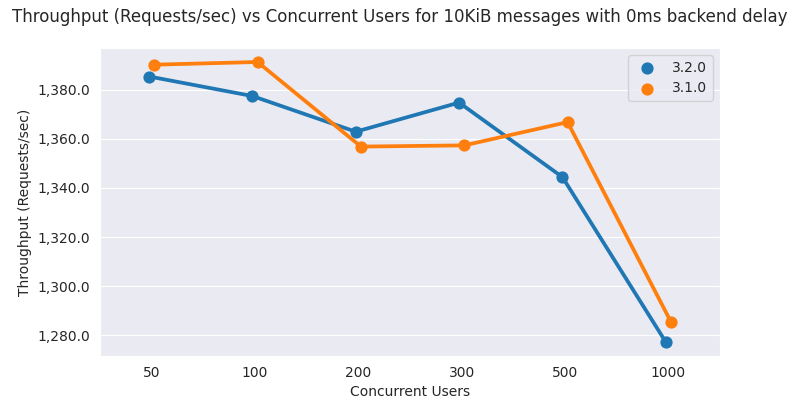 Throughput (Requests/sec) vs Concurrent Users for 10KiB messages with 0ms backend delay
3.2.0
3.1.0
1,380.0
1,360.0
1,340.0
1,320.0
1,300.0
1,280.0
Throughput (Requests/sec)
50 100 200 300 500 1000
Concurrent Users